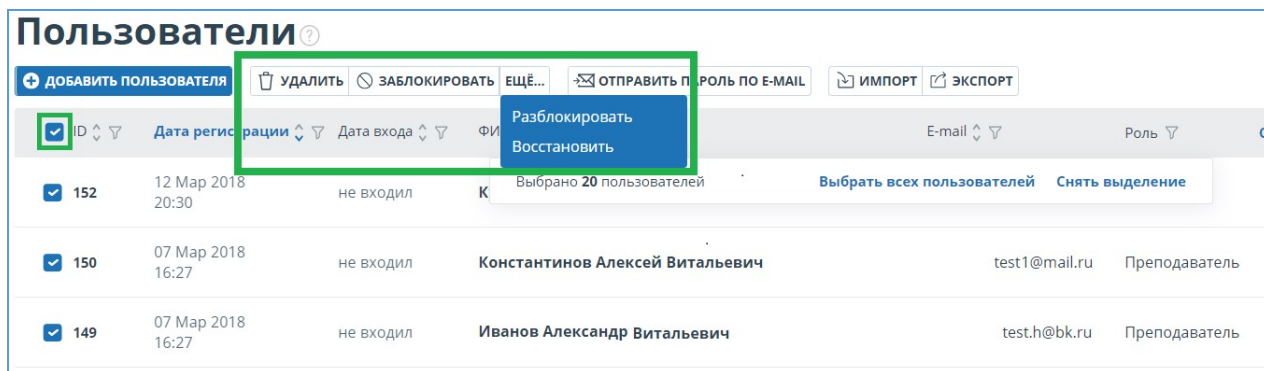 Пользователи ?
ДОБАВИТЬ ПОЛЬЗОВАТЕЛЯ УДАЛИТЬ ЗАБЛОКИРОВАТЬ ЕЩЁ... ОТПРАВИТЬ ПАРОЛЬ ПО E-MAIL ИМПОРТ ЭКСПОРТ
Разблокировать
Восстановить
ID Дата регистрации Дата входа ФИ E-mail Роль
Выбрано 20 пользователей Выбрать всех пользователей Снять выделение
152 12 Мар 2018 не входил К
20:30
150 07 Мар 2018 не входил Константинов Алексей Витальевич test1@mail.ru Преподаватель
16:27
149 07 Мар 2018 не входил Иванов Александр Витальевич test.h@bk.ru Преподаватель
16:27